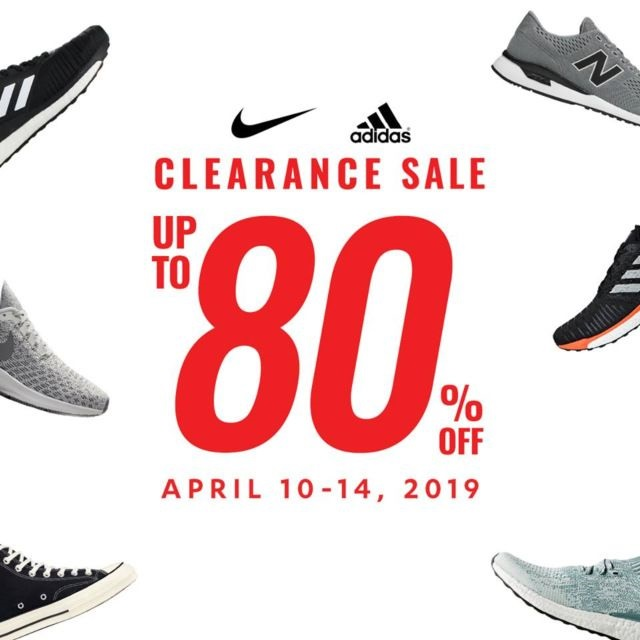 adidas
CLEARANCE SALE
UP
TO
80
%
OFF
APRIL 10-14, 2019
N